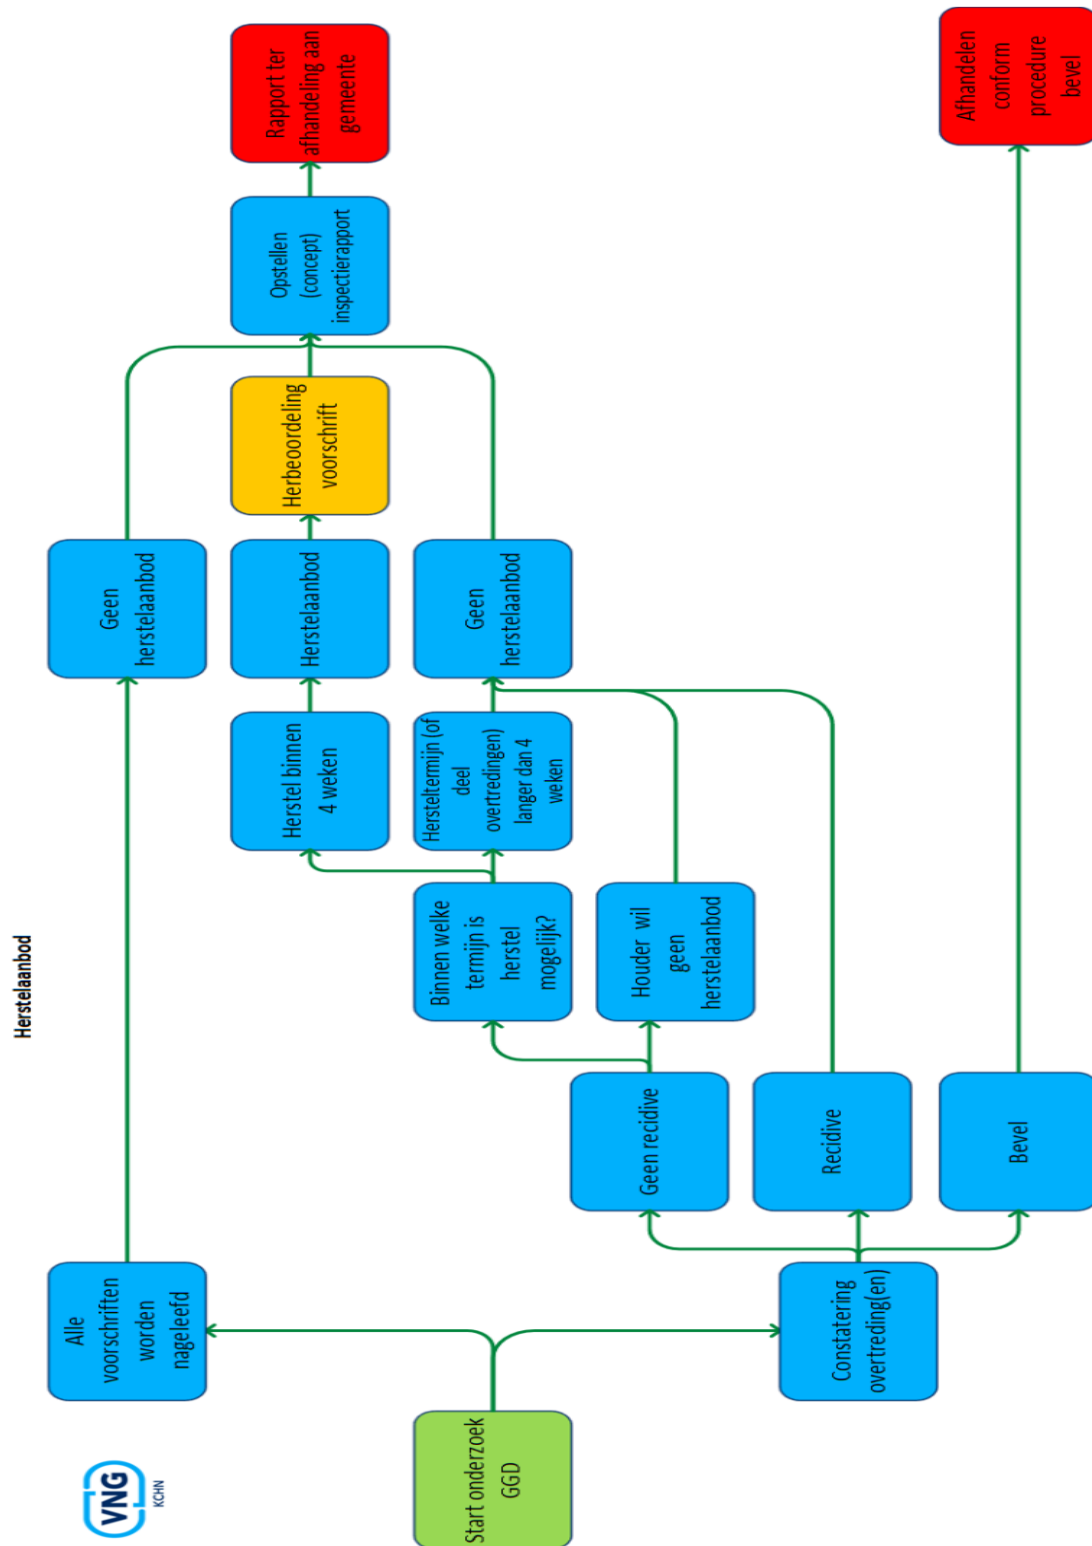 Herstelaanbod
VNG
KCHN
Start onderzoek
GGD
Alle
voorschriften
worden
nageleefd
Constatering
overtreding(en)
Geen recidive
Recidive
Bevel
Binnen welke
termijn is
herstel
mogelijk?
Houder wil
geen
herstelaanbod
Herstel binnen
4 weken
Hersteltermijn (of
deel
overtredingen)
langer dan 4
weken
Geen
herstelaanbod
Herstelaanbod
Geen
herstelaanbod
Herbeoordeling
voorschrift
Opstellen
(concept)
inspectierapport
Rapport ter
afhandeling aan
gemeente
Afhandelen
conform
procedure
bevel